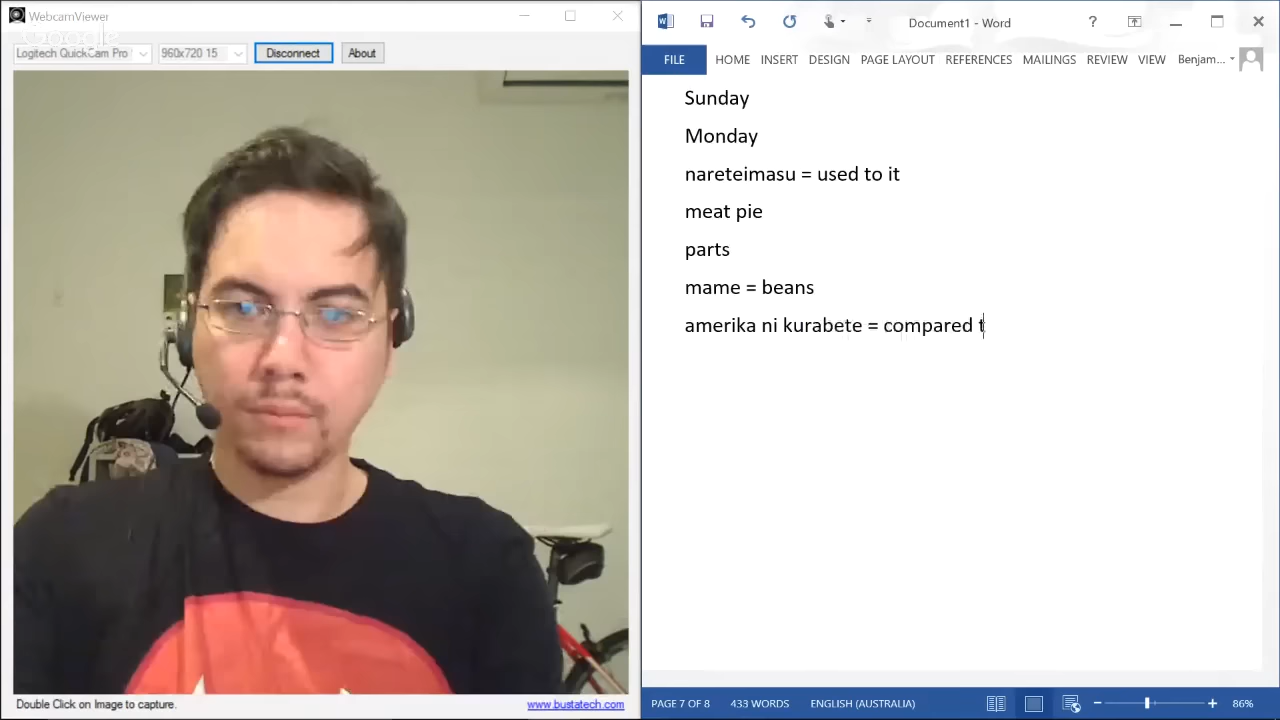 WebcamViewer
Google
Logitech QuickCam Pro
960x720 15
Disconnect
About
Double Click on Image to capture.
www.bustatech.com
Document1 - Word
?
FILE HOME INSERT DESIGN PAGE LAYOUT REFERENCES MAILINGS REVIEW VIEW Benjam...
Sunday
Monday
nareteimasu = used to it
meat pie
parts
mame = beans
amerika ni kurabete = compared t
PAGE 7 OF 8 433 WORDS ENGLISH (AUSTRALIA) 86%